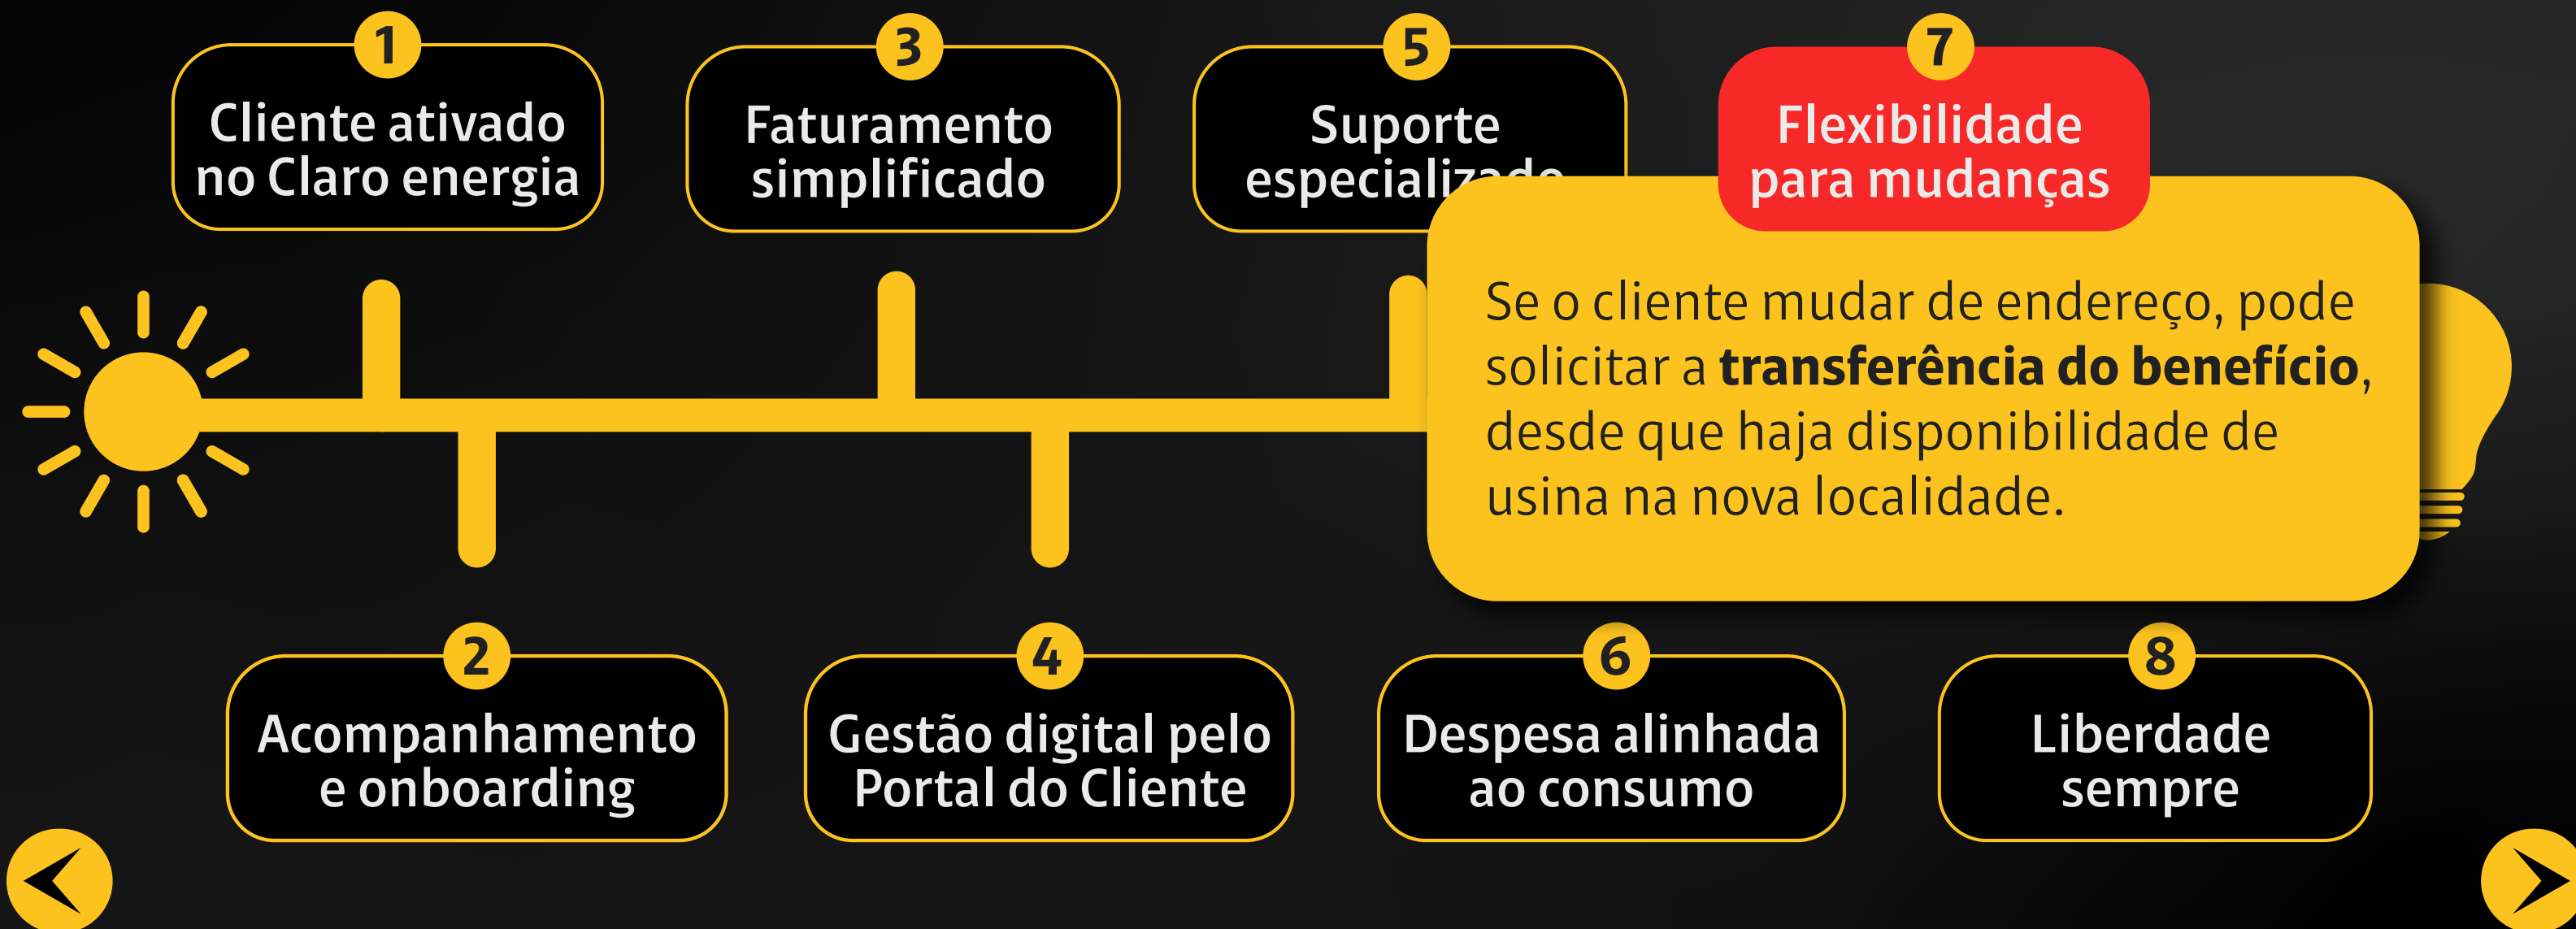 1
Cliente ativado
no Claro energia
3
Faturamento
simplificado
5
Suporte
especializado
7
Flexibilidade
para mudanças
Se o cliente mudar de endereço, pode
solicitar a transferência do benefício,
desde que haja disponibilidade de
usina na nova localidade.
2
Acompanhamento
e onboarding
4
Gestão digital pelo
Portal do Cliente
6
Despesa alinhada
ao consumo
8
Liberdade
sempre